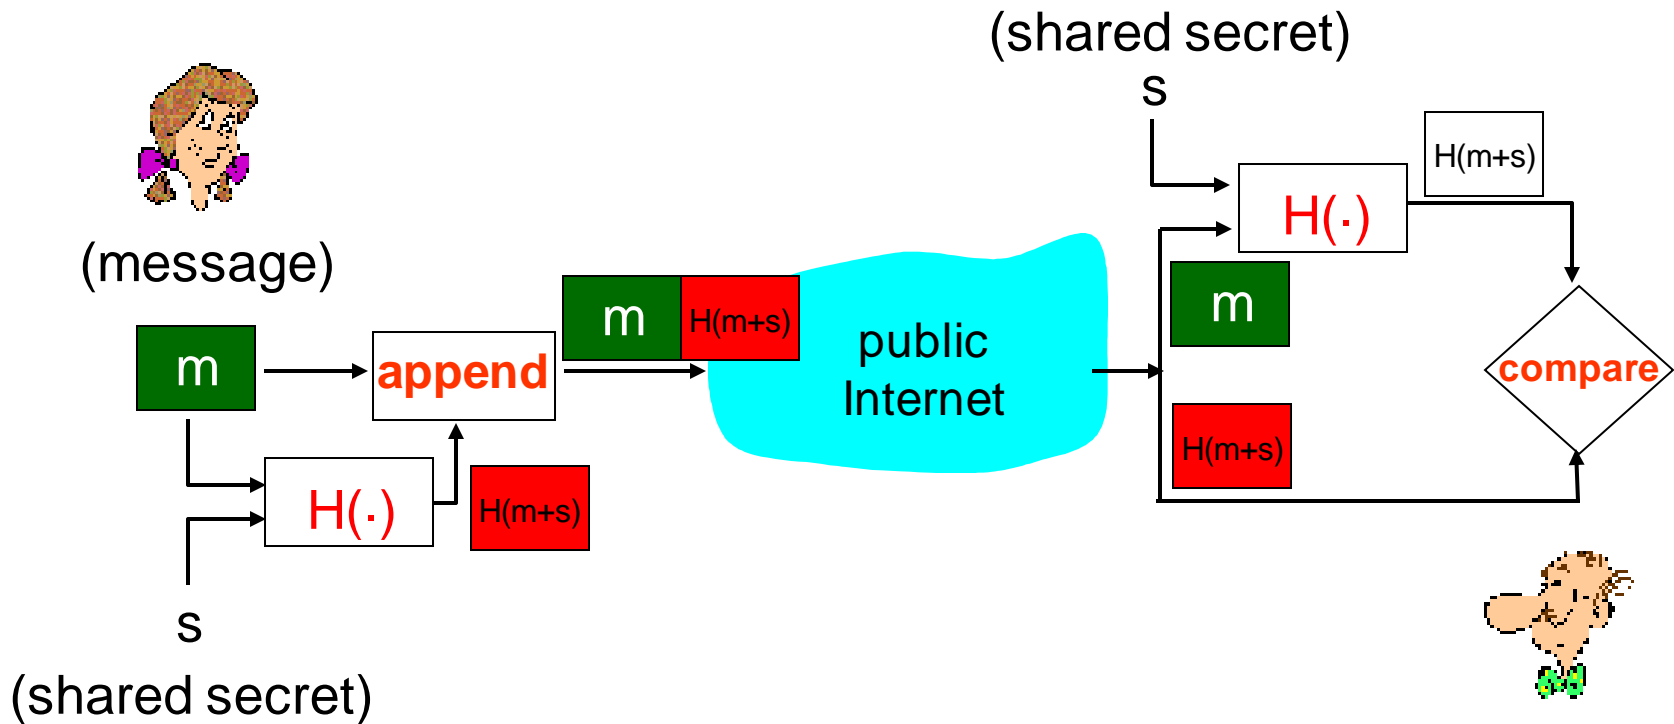 (shared secret)
s
H(m+s)
H(.)
(message)
m
H(m+s)
m
m
append
public
Internet
compare
H(m+s)
H(.)
H(m+s)
s
(shared secret)